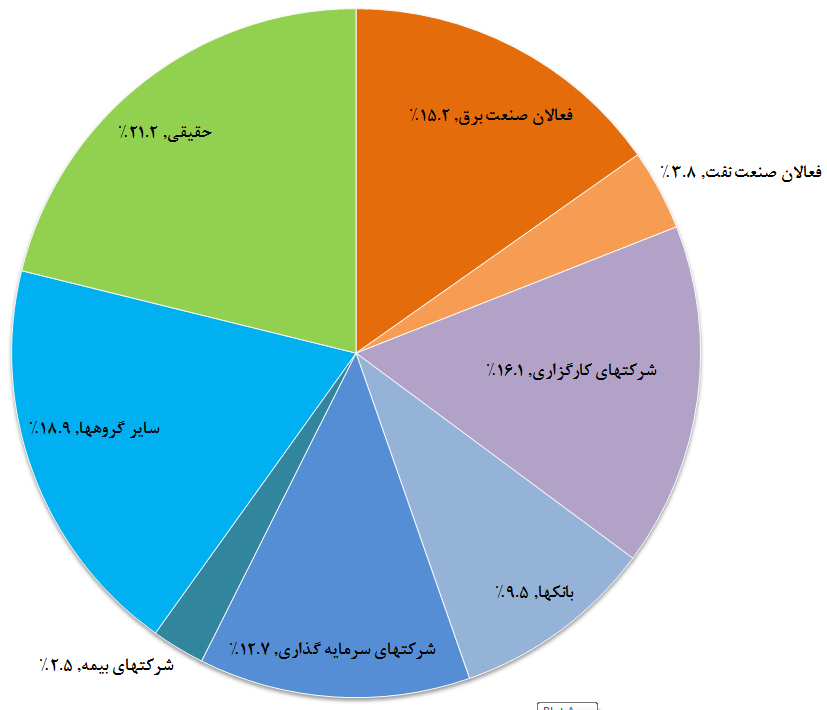 فعالان صنعت برق, ۱۵.۲٪
فعالان صنعت نفت, ۳.۸٪
شرکتهای کارگزاری, ۱۶.۱٪
بانکها, ۹.۵٪
شرکتهای سرمایه گذاری, ۱۲.۷٪
شرکتهای بیمه, ۲.۵٪
سایر گروهها, ۱۸.۹٪
حقیقی, ۲۱.۲٪